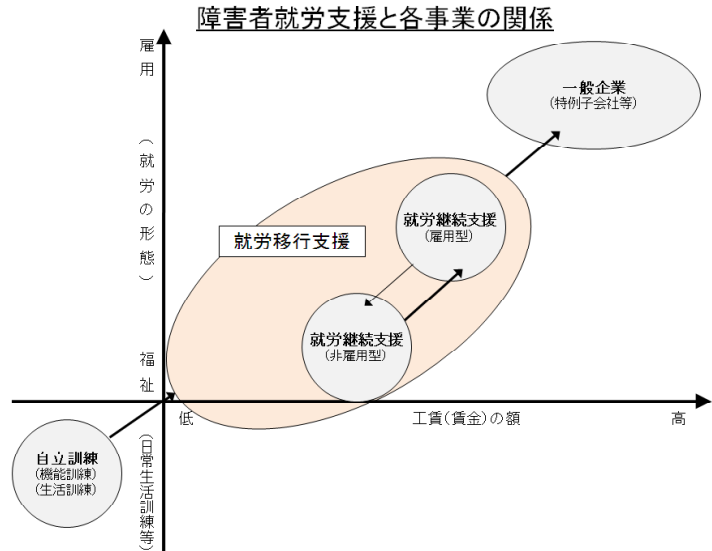 障害者就労支援と各事業の関係
雇用
(就労の形態)
福祉
(日常生活訓練等)
一般企業
(特例子会社等)
就労継続支援
(雇用型)
就労移行支援
就労継続支援
(非雇用型)
低
工賃(賃金)の額
高
自立訓練
(機能訓練)
(生活訓練)